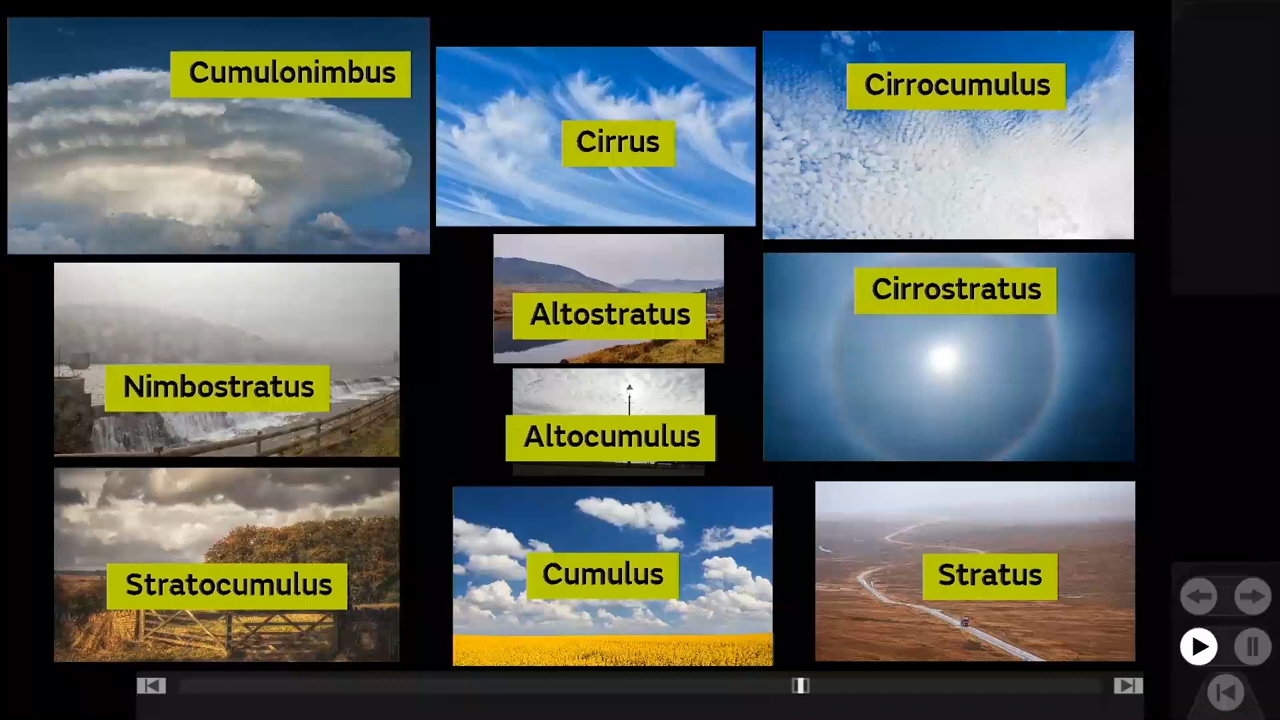 Cumulonimbus
Cirrus
Cirrocumulus
Altostratus
Cirrostratus
Nimbostratus
Altocumulus
Stratocumulus
Cumulus
Stratus